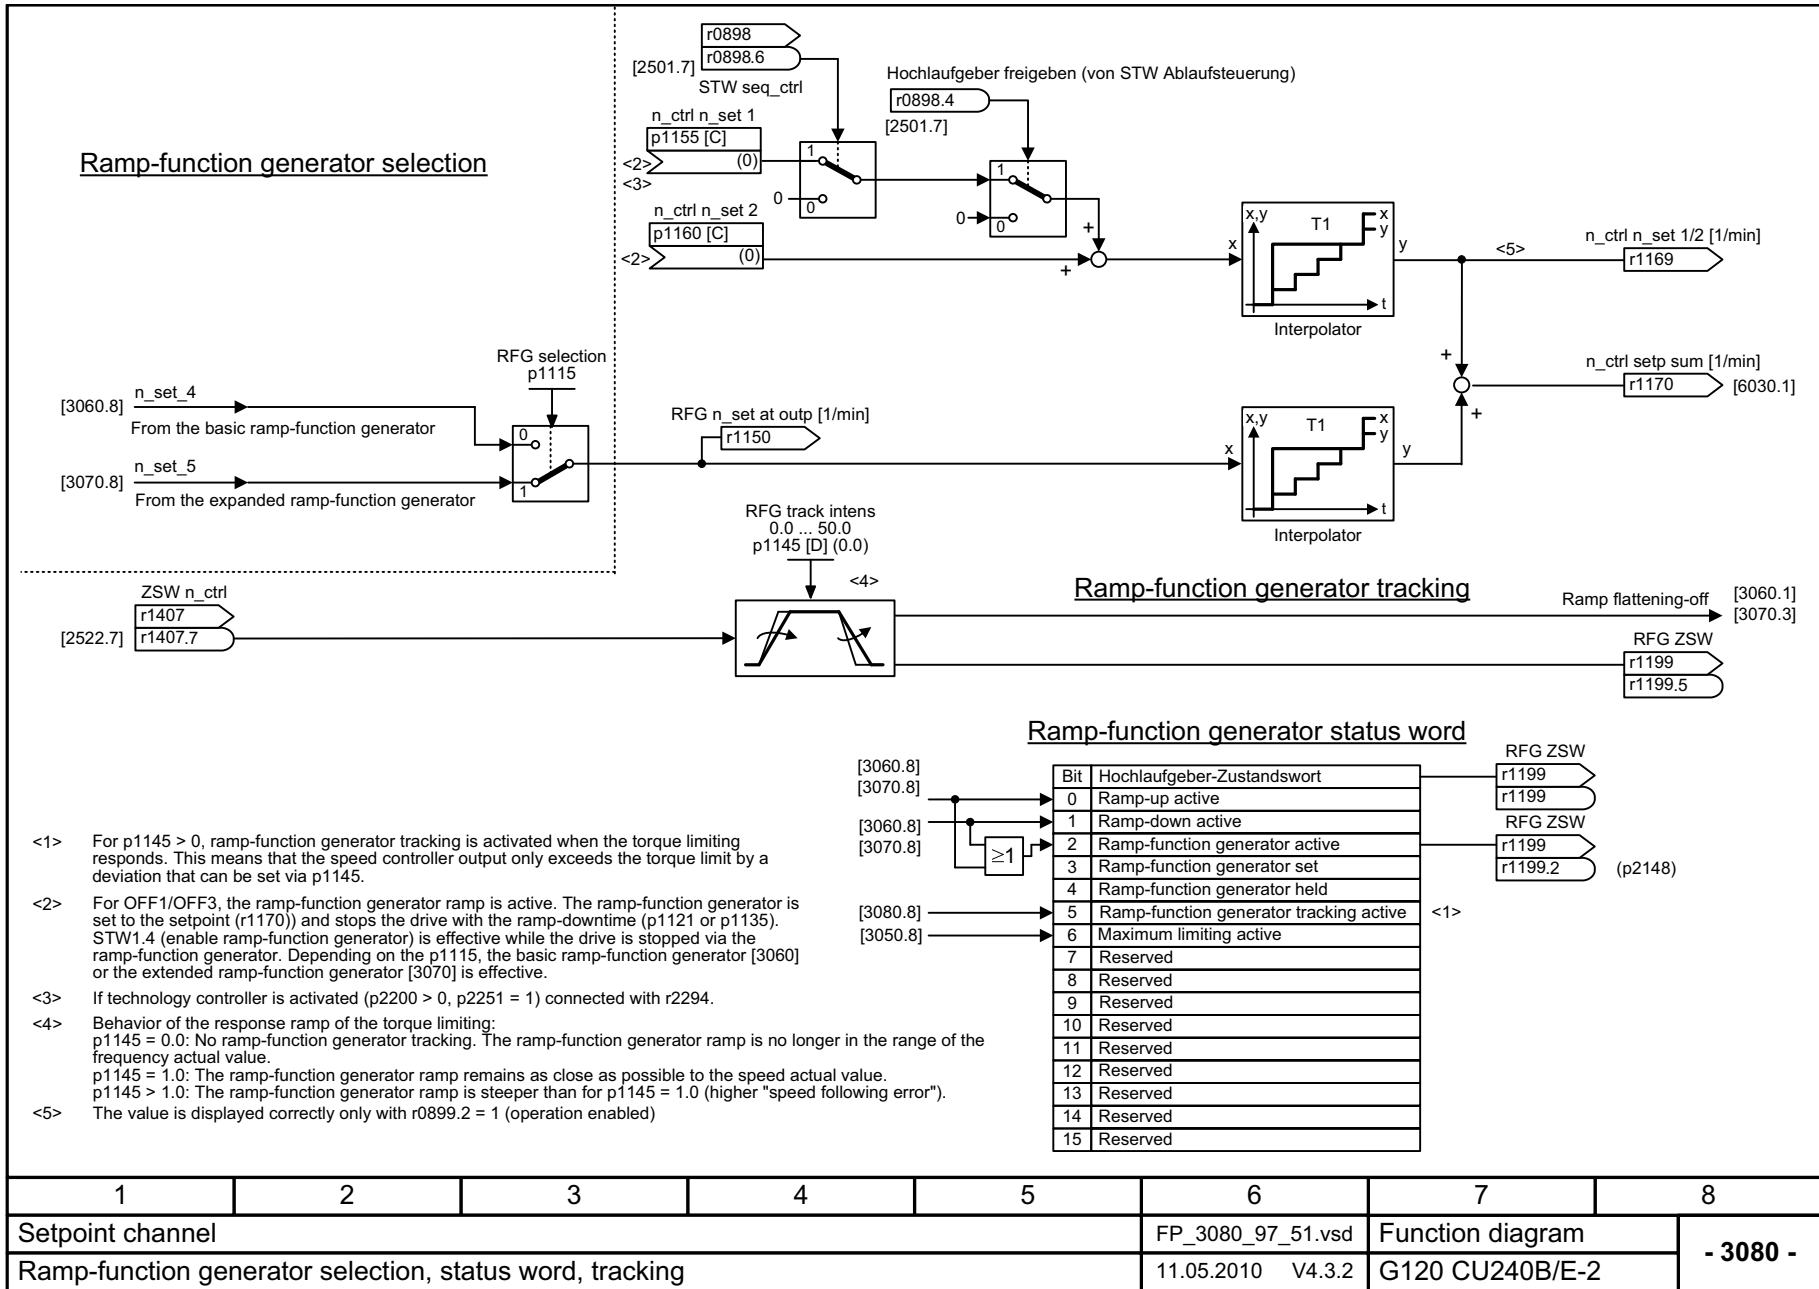 r0898
r0898.6
[2501.7]
STW seq_ctrl
Hochlaufgeber freigeben (von STW Ablaufsteuerung)
r0898.4
[2501.7]
n_ctrl n_set 1
p1155 [C]
(0)
<2>
<3>
1
0
0
1
0
0
Ramp-function generator selection
n_ctrl n_set 2
p1160 [C]
(0)
<2>
+
+
x
x,y
T1
x
y
t
y
Interpolator
<5>
n_ctrl n_set 1/2 [1/min]
r1169
RFG selection
p1115
[3060.8]
n_set_4
From the basic ramp-function generator
0
[3070.8]
n_set_5
From the expanded ramp-function generator
1
RFG n_set at outp [1/min]
r1150
x
x,y
T1
x
y
t
y
Interpolator
+
+
n_ctrl setp sum [1/min]
r1170
[6030.1]
RFG track intens
0.0 ... 50.0
p1145 [D] (0.0)
<4>
Ramp-function generator tracking
ZSW n_ctrl
r1407
r1407.7
[2522.7]
Ramp flattening-off
[3060.1]
[3070.3]
RFG ZSW
r1199
r1199.5
Ramp-function generator status word
[3060.8]
[3070.8]
[3060.8]
[3070.8]
≥1
[3080.8]
[3050.8]
Bit Hochlaufgeber-Zustandswort
0 Ramp-up active
1 Ramp-down active
2 Ramp-function generator active
3 Ramp-function generator set
4 Ramp-function generator held
5 Ramp-function generator tracking active
6 Maximum limiting active
7 Reserved
8 Reserved
9 Reserved
10 Reserved
11 Reserved
12 Reserved
13 Reserved
14 Reserved
15 Reserved
<1>
RFG ZSW
r1199
r1199
RFG ZSW
r1199
r1199.2
(p2148)
<1> For p1145 > 0, ramp-function generator tracking is activated when the torque limiting
responds. This means that the speed controller output only exceeds the torque limit by a
deviation that can be set via p1145.
<2> For OFF1/OFF3, the ramp-function generator ramp is active. The ramp-function generator is
set to the setpoint (r1170)) and stops the drive with the ramp-downtime (p1121 or p1135).
STW1.4 (enable ramp-function generator) is effective while the drive is stopped via the
ramp-function generator. Depending on the p1115, the basic ramp-function generator [3060]
or the extended ramp-function generator [3070] is effective.
<3> If technology controller is activated (p2200 > 0, p2251 = 1) connected with r2294.
<4> Behavior of the response ramp of the torque limiting:
p1145 = 0.0: No ramp-function generator tracking. The ramp-function generator ramp is no longer in the range of the
frequency actual value.
p1145 = 1.0: The ramp-function generator ramp remains as close as possible to the speed actual value.
p1145 > 1.0: The ramp-function generator ramp is steeper than for p1145 = 1.0 (higher "speed following error").
<5> The value is displayed correctly only with r0899.2 = 1 (operation enabled)
1 2 3 4 5 6 7 8
Setpoint channel
FP_3080_97_51.vsd
Function diagram
- 3080 -
Ramp-function generator selection, status word, tracking
11.05.2010 V4.3.2
G120 CU240B/E-2